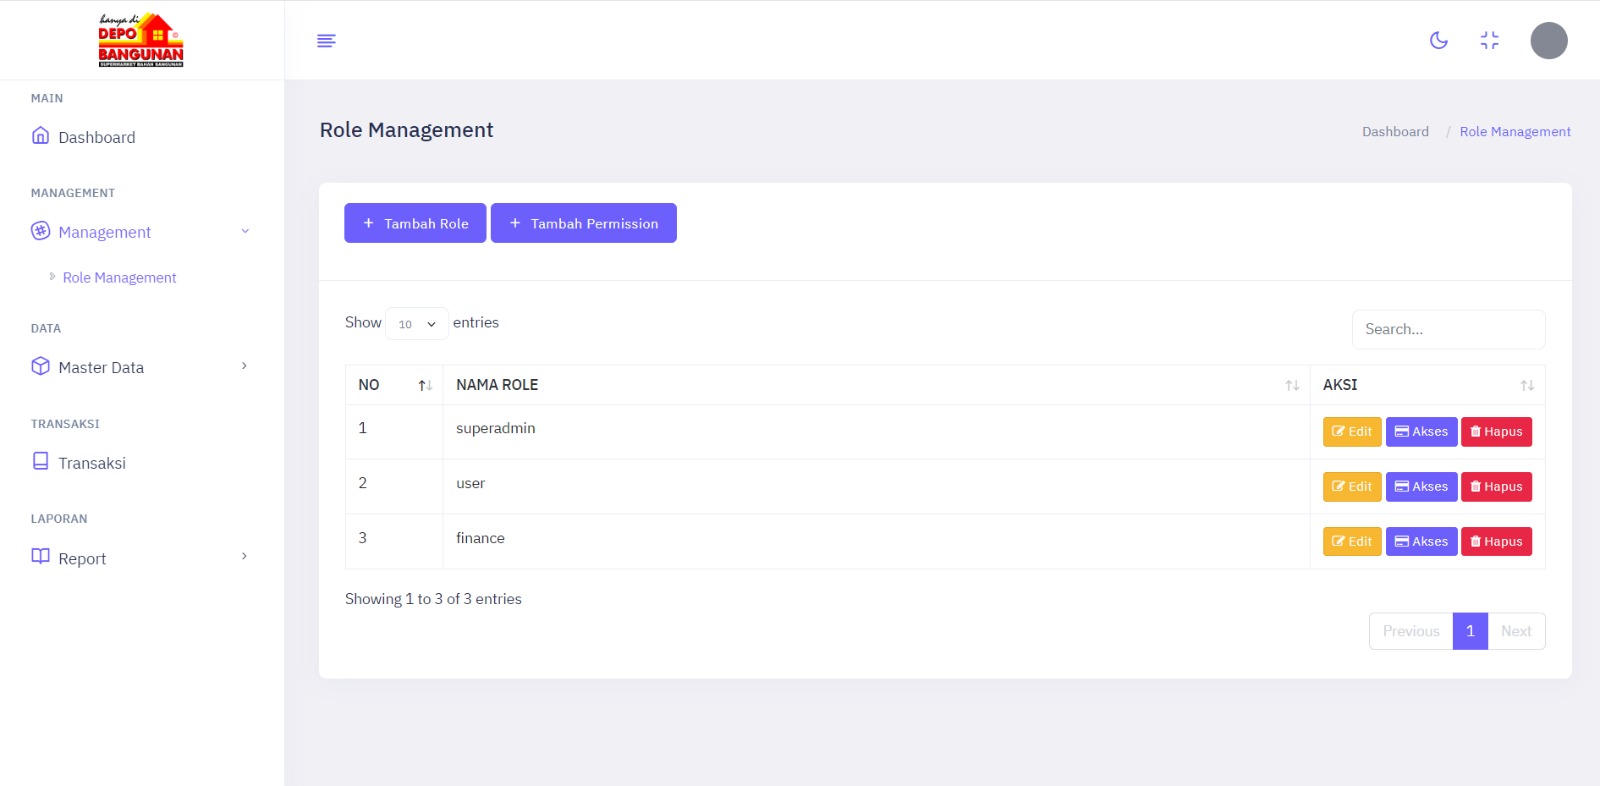 hanya di
DEPO
BANGUNAN
SUPERMARKET BAHAN BANGUNAN
MAIN
Dashboard
MANAGEMENT
Management
Role Management
DATA
Master Data
TRANSAKSI
Transaksi
LAPORAN
Report
Role Management
Dashboard / Role Management
+ Tambah Role
+ Tambah Permission
Show 10 entries
Search...
NO NAMA ROLE AKSI
1 superadmin Edit Akses Hapus
2 user Edit Akses Hapus
3 finance Edit Akses Hapus
Showing 1 to 3 of 3 entries
Previous 1 Next